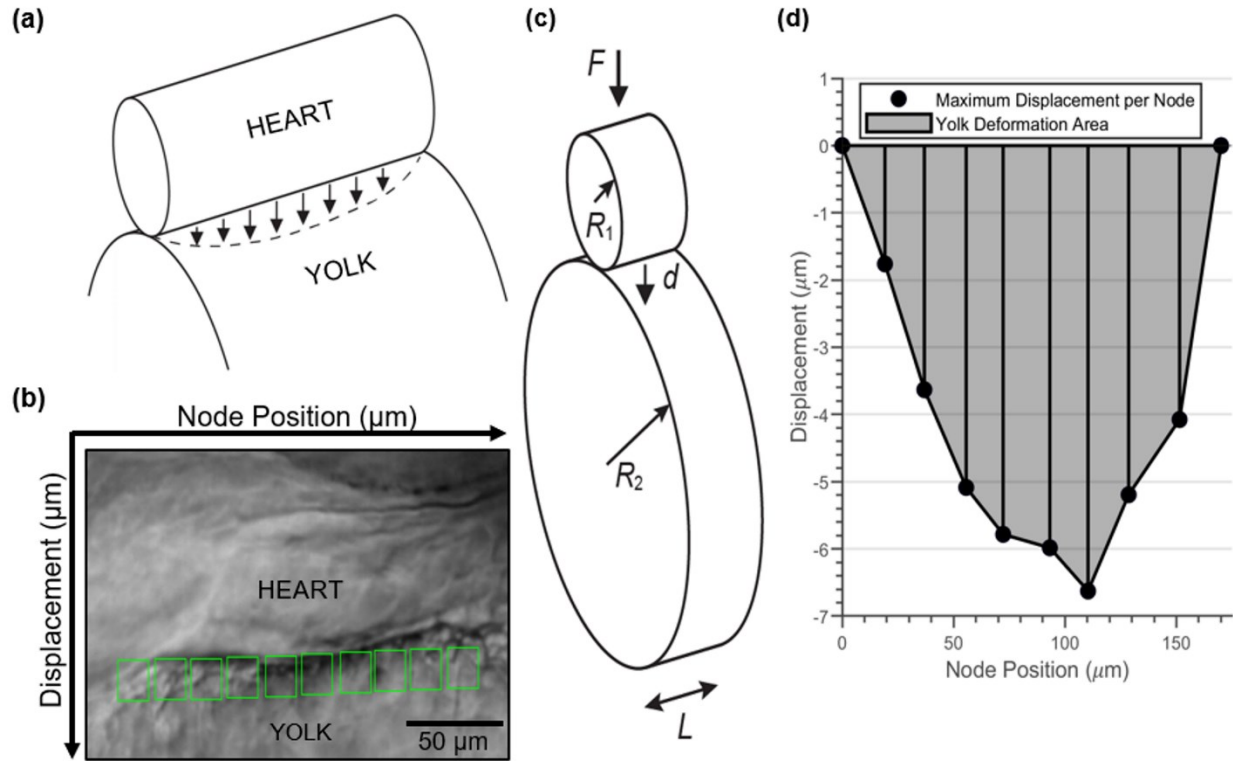 (a)
HEART
YOLK
(b)
Node Position (µm)
Displacement (µm)
HEART
YOLK
50 µm
(c)
F
R1
d
R2
L
(d)
Maximum Displacement per Node
Yolk Deformation Area
1
0
-1
-2
-3
-4
-5
-6
-7
Displacement (µm)
0
50
100
150
Node Position (µm)